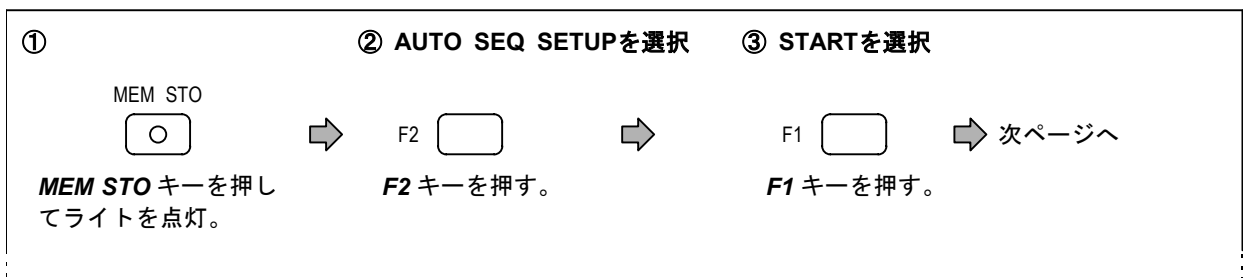 ① ② AUTO SEQ SETUPを選択 ③ STARTを選択
MEM STO
F2 F1 次ページへ
MEM STO キーを押し F2 キーを押す。 F1 キーを押す。
てライトを点灯。